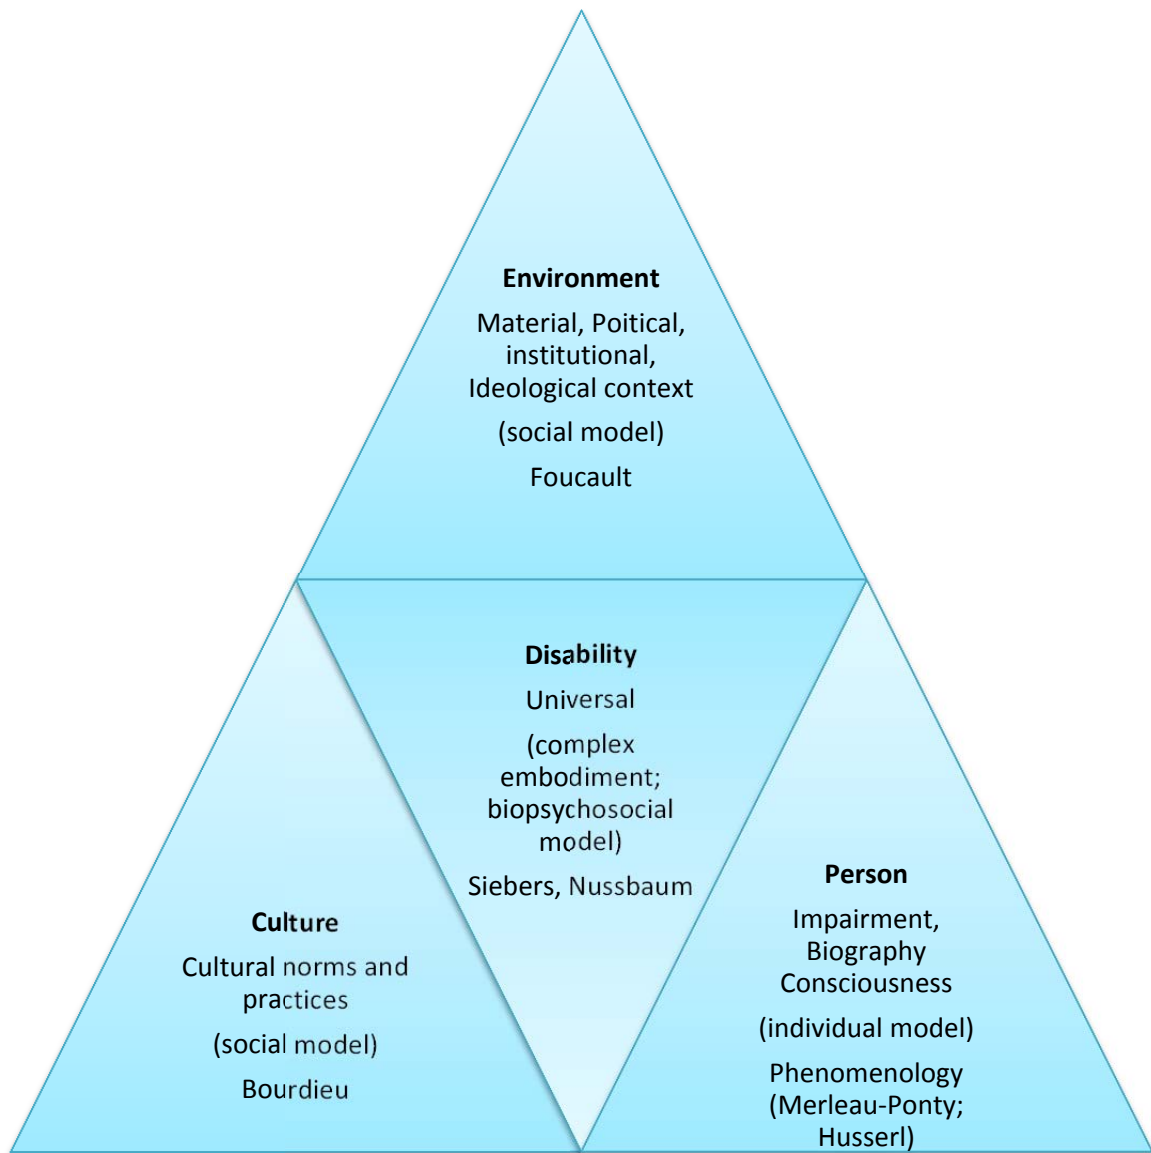 Environment
Material, Poitical,
institutional,
Ideological context
(social model)
Foucault
Disability
Universal
(complex
embodiment;
biopsychosocial
model)
Siebers, Nussbaum
Culture
Cultural norms and
practices
(social model)
Bourdieu
Person
Impairment,
Biography
Consciousness
(individual model)
Phenomenology
(Merleau-Ponty;
Husserl)